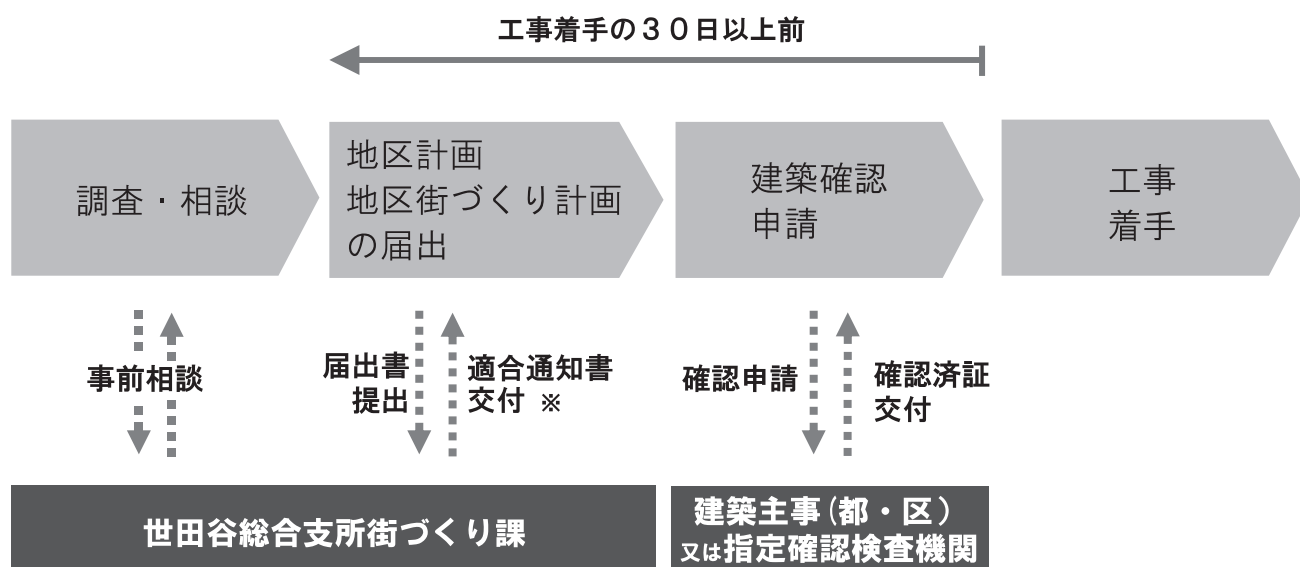 工事着手の３０日以上前
調査・相談
地区計画
地区街づくり計画
の届出
建築確認
申請
工事
着手
事前相談
届出書
提出
適合通知書
交付 ※
確認申請
確認済証
交付
世田谷総合支所街づくり課
建築主事（都・区）
又は指定確認検査機関